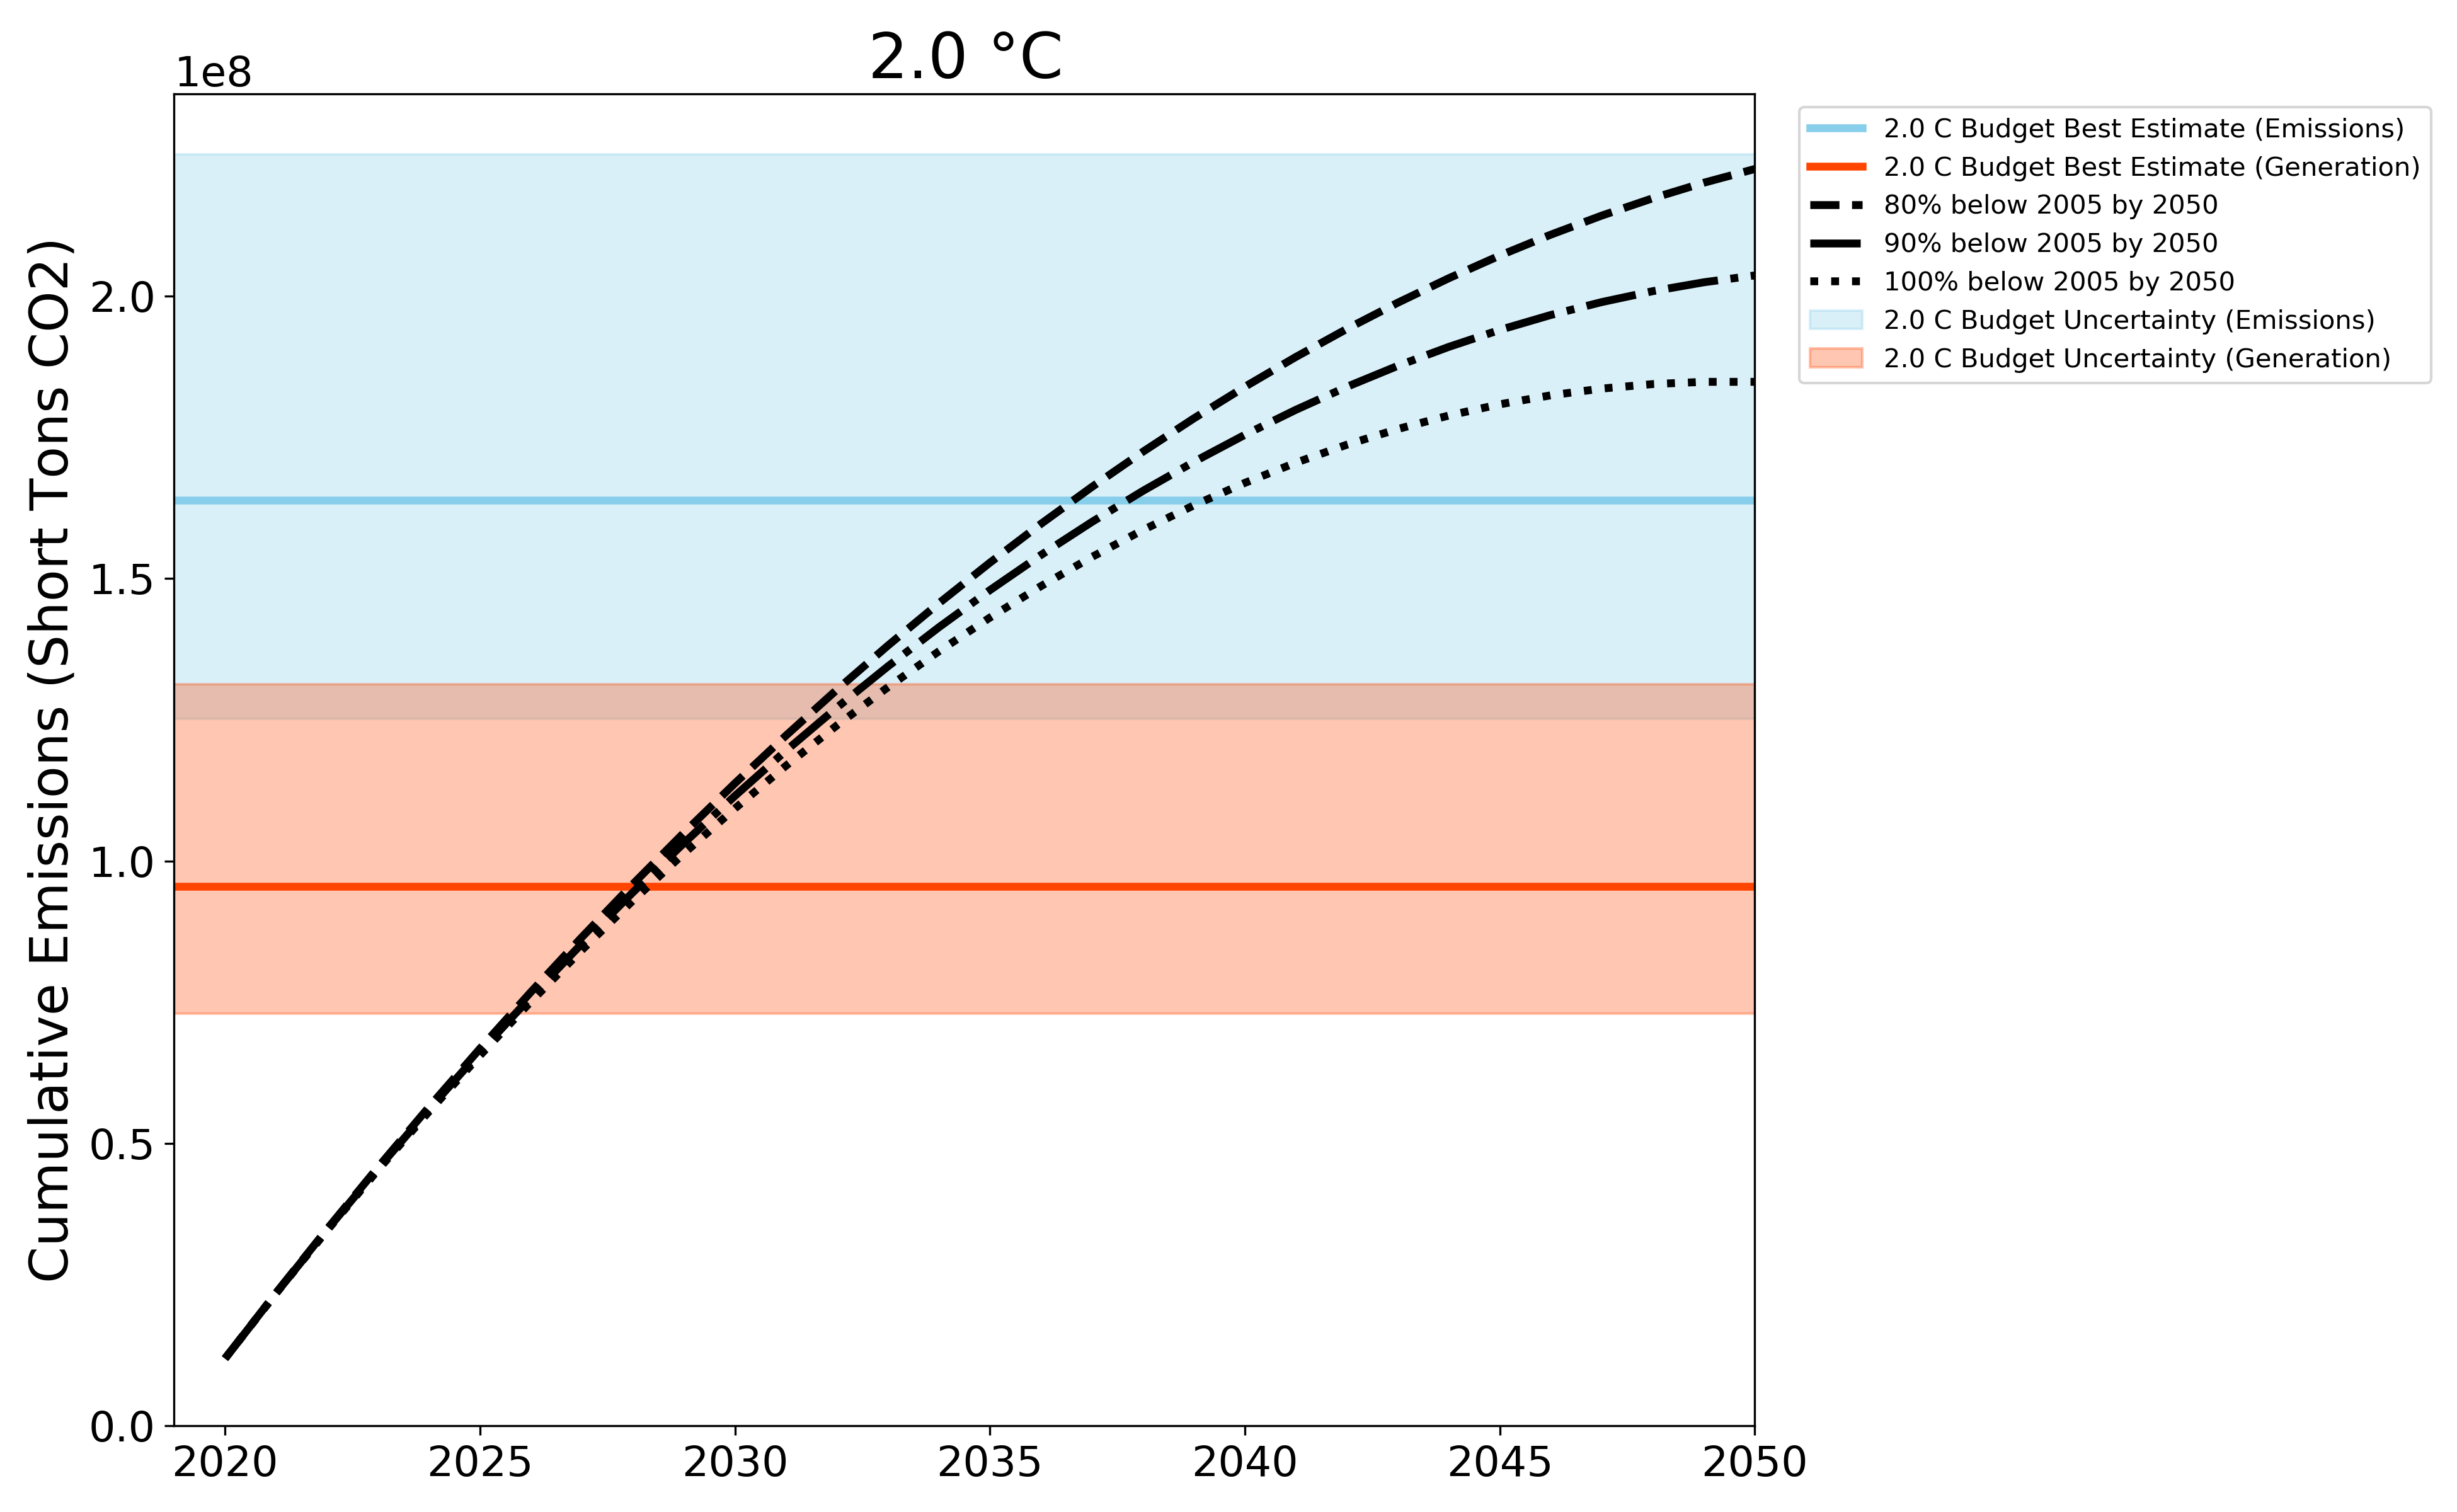 2.0 °C
1e8
Cumulative Emissions (Short Tons CO2)
2.0
1.5
1.0
0.5
0.0
2020
2025
2030
2035
2040
2045
2050
2.0 C Budget Best Estimate (Emissions)
2.0 C Budget Best Estimate (Generation)
80% below 2005 by 2050
90% below 2005 by 2050
100% below 2005 by 2050
2.0 C Budget Uncertainty (Emissions)
2.0 C Budget Uncertainty (Generation)